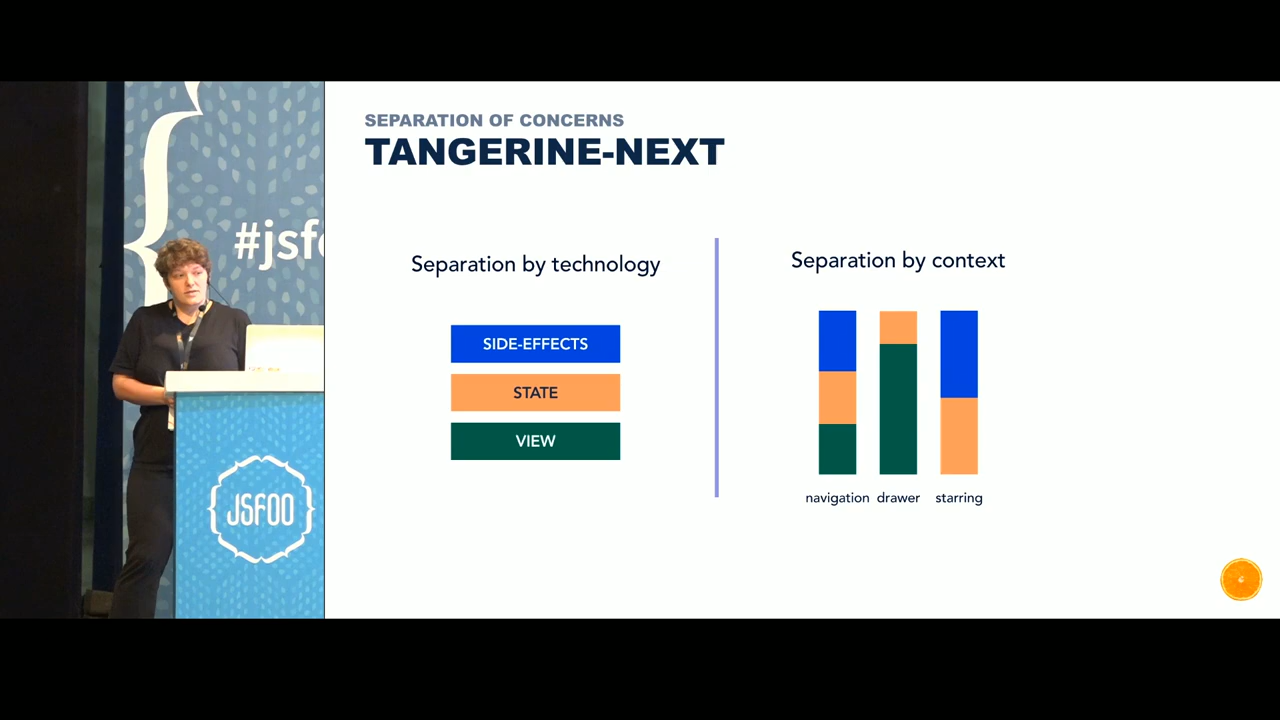 #jsfo
JSFOO
SEPARATION OF CONCERNS
TANGERINE-NEXT
Separation by technology
SIDE-EFFECTS
STATE
VIEW
Separation by context
navigation drawer starring